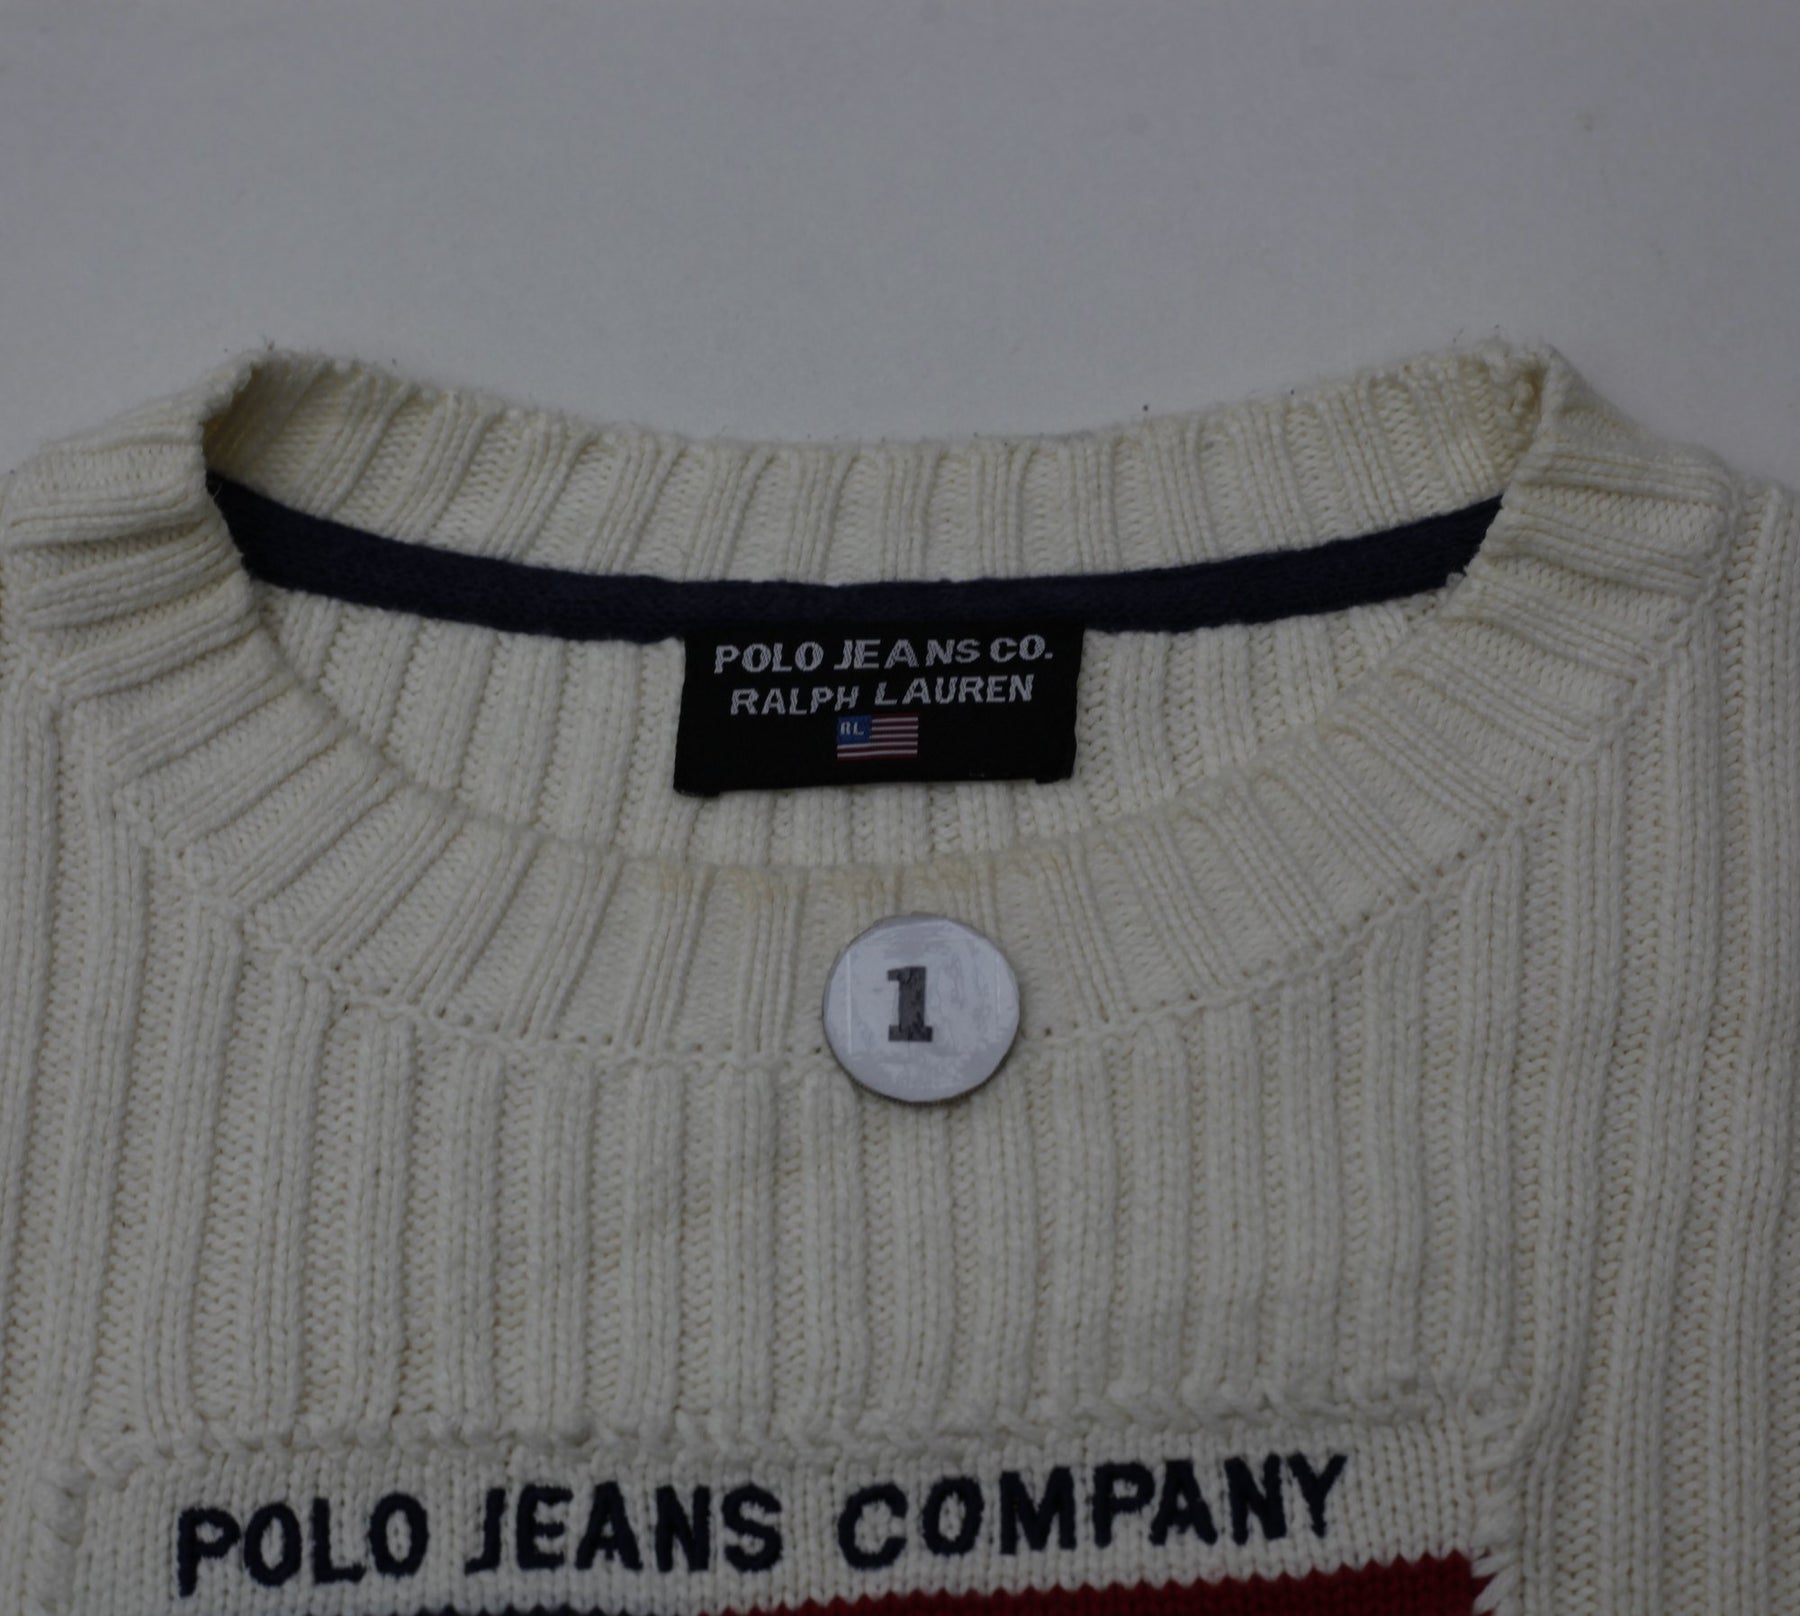 POLO JEANS CO.
RALPH LAUREN
RL
1
POLO JEANS COMPANY